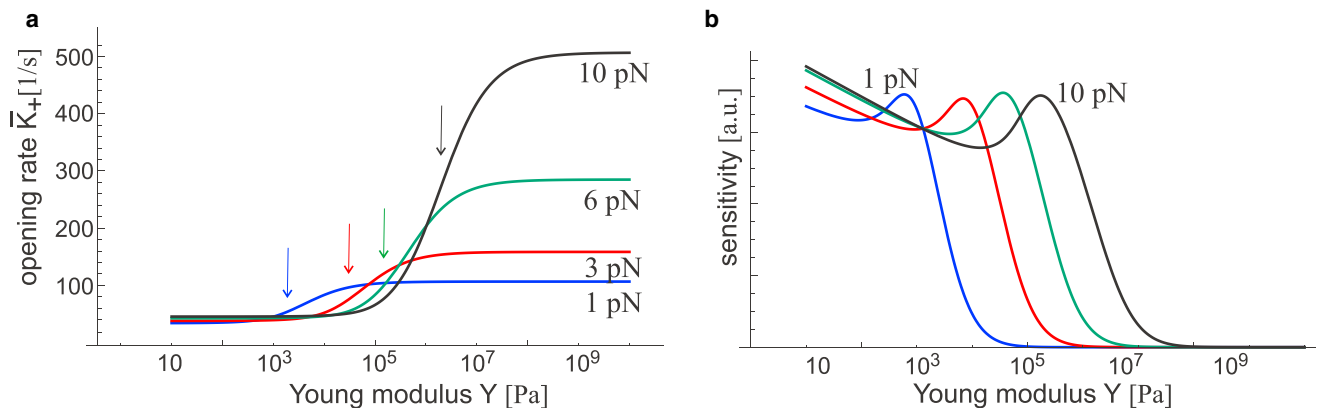 a
opening rate K̅₊[1/s]
500
400
300
200
100
10 pN
6 pN
3 pN
1 pN
10 10³ 10⁵ 10⁷ 10⁹
Young modulus Y [Pa]
b
sensitivity [a.u.]
1 pN
10 pN
10 10³ 10⁵ 10⁷ 10⁹
Young modulus Y [Pa]